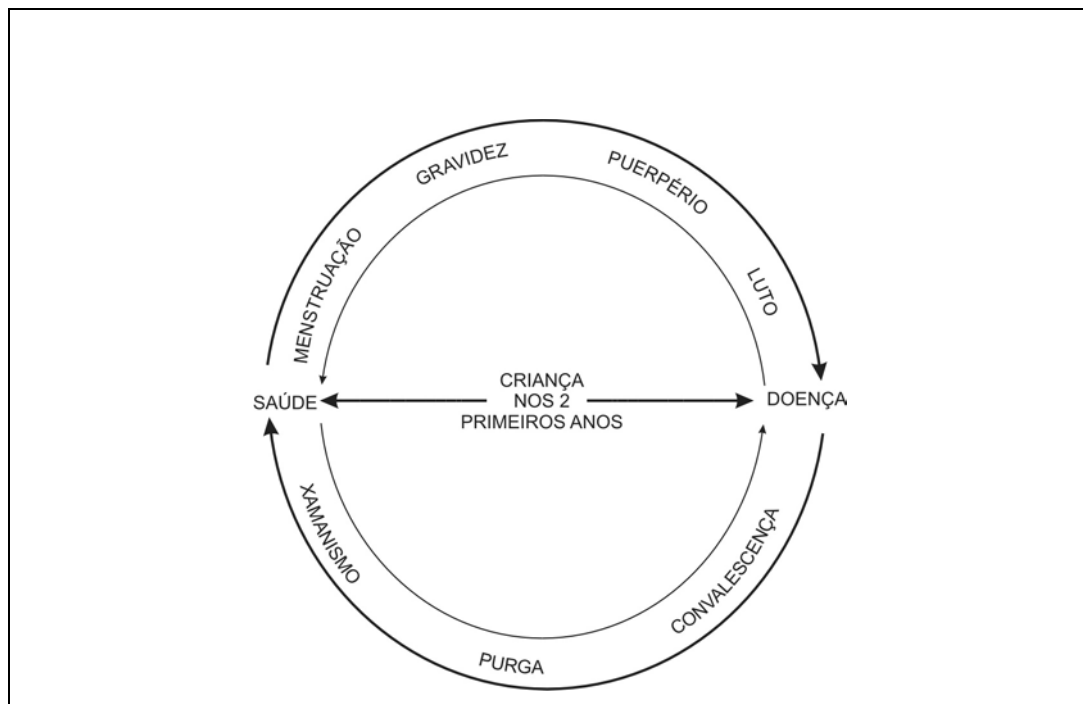 GRAVIDEZ
PUERPÉRIO
MENSTRUAÇÃO
LUTO
SAÚDE
CRIANÇA
NOS 2
PRIMEIROS ANOS
DOENÇA
XAMANISMO
CONVALESCENÇA
PURGA